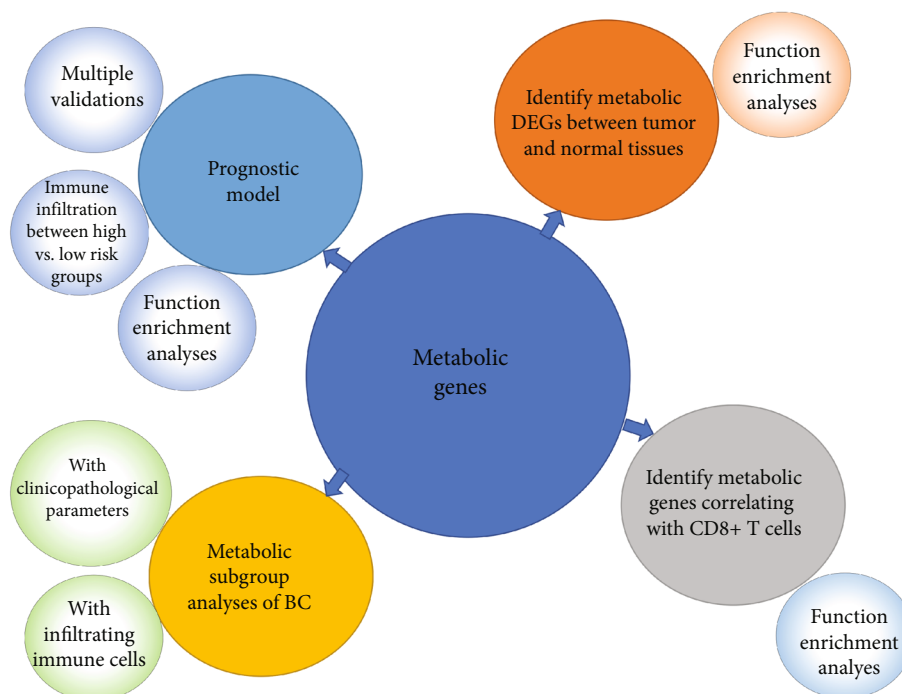 Multiple
validations
Immune
infiltration
between high
vs. low risk
groups
Function
enrichment
analyses
Prognostic
model
Identify metabolic
DEGs between tumor
and normal tissues
Function
enrichment
analyses
Metabolic
genes
With
clinicopathological
parameters
With
infiltrating
immune cells
Metabolic
subgroup
analyses of BC
Identify metabolic
genes correlating
with CD8+ T cells
Function
enrichment
analyes